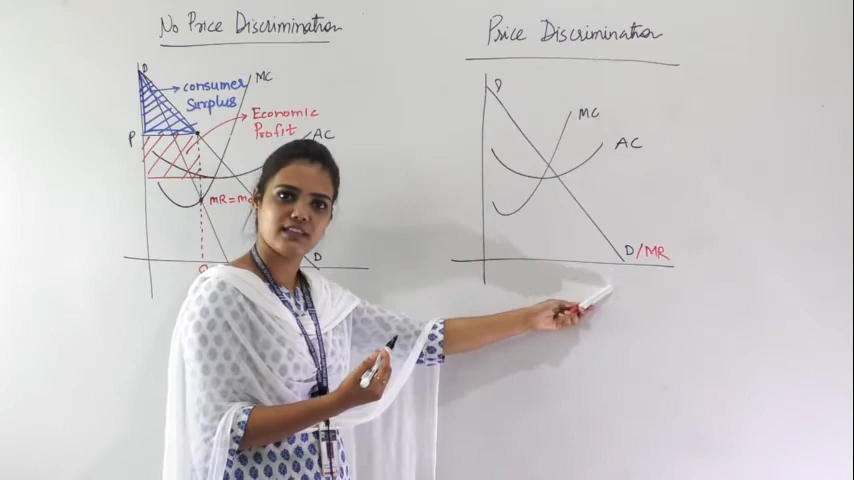 No Price Discrimination
D
MC
consumer
Surplus
Economic
Profit
P
AC
MR = MC
D
Q
Price Discrimination
D
MC
AC
D/MR